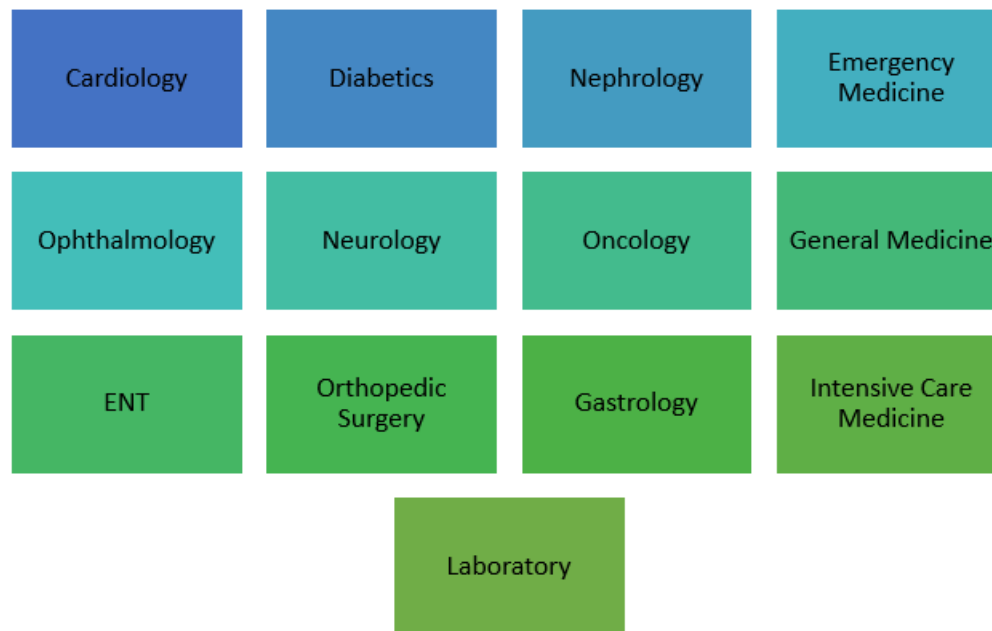 Cardiology
Diabetics
Nephrology
Emergency
Medicine
Ophthalmology
Neurology
Oncology
General Medicine
ENT
Orthopedic
Surgery
Gastrology
Intensive Care
Medicine
Laboratory